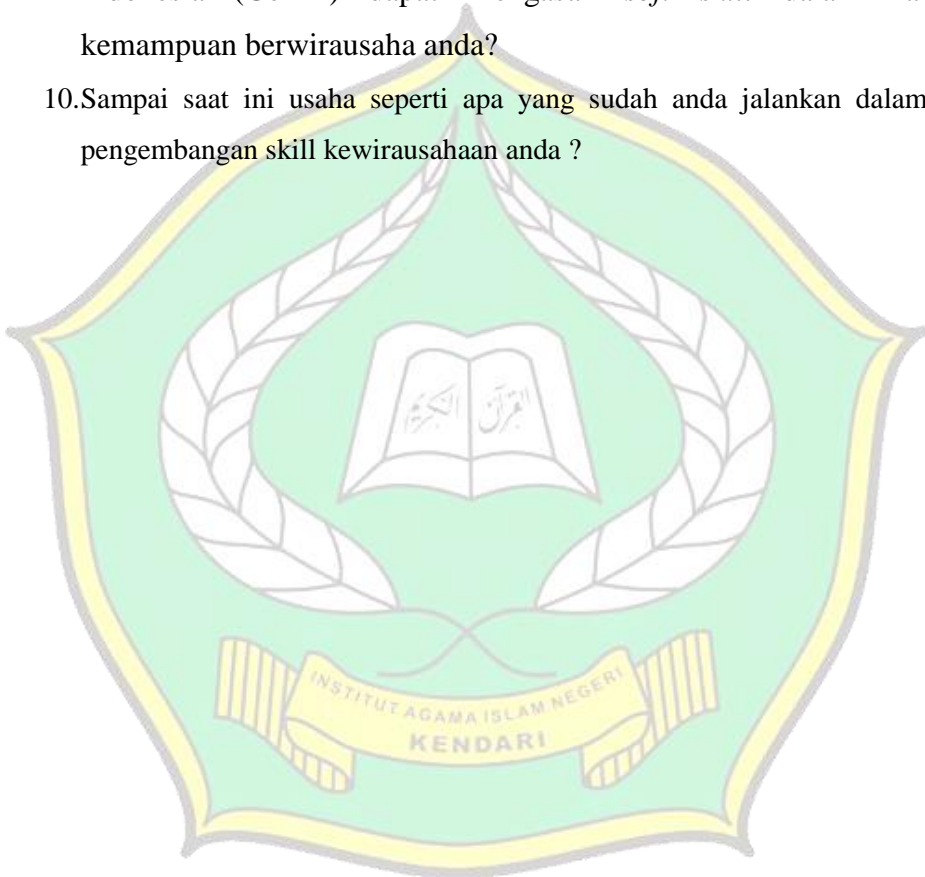 kemampuan berwirausaha anda?
10.Sampai saat ini usaha seperti apa yang sudah anda jalankan dalam
pengembangan skill kewirausahaan anda ?
القرآن الكريم
INSTITUT AGAMA ISLAM NEGERI
KENDARI